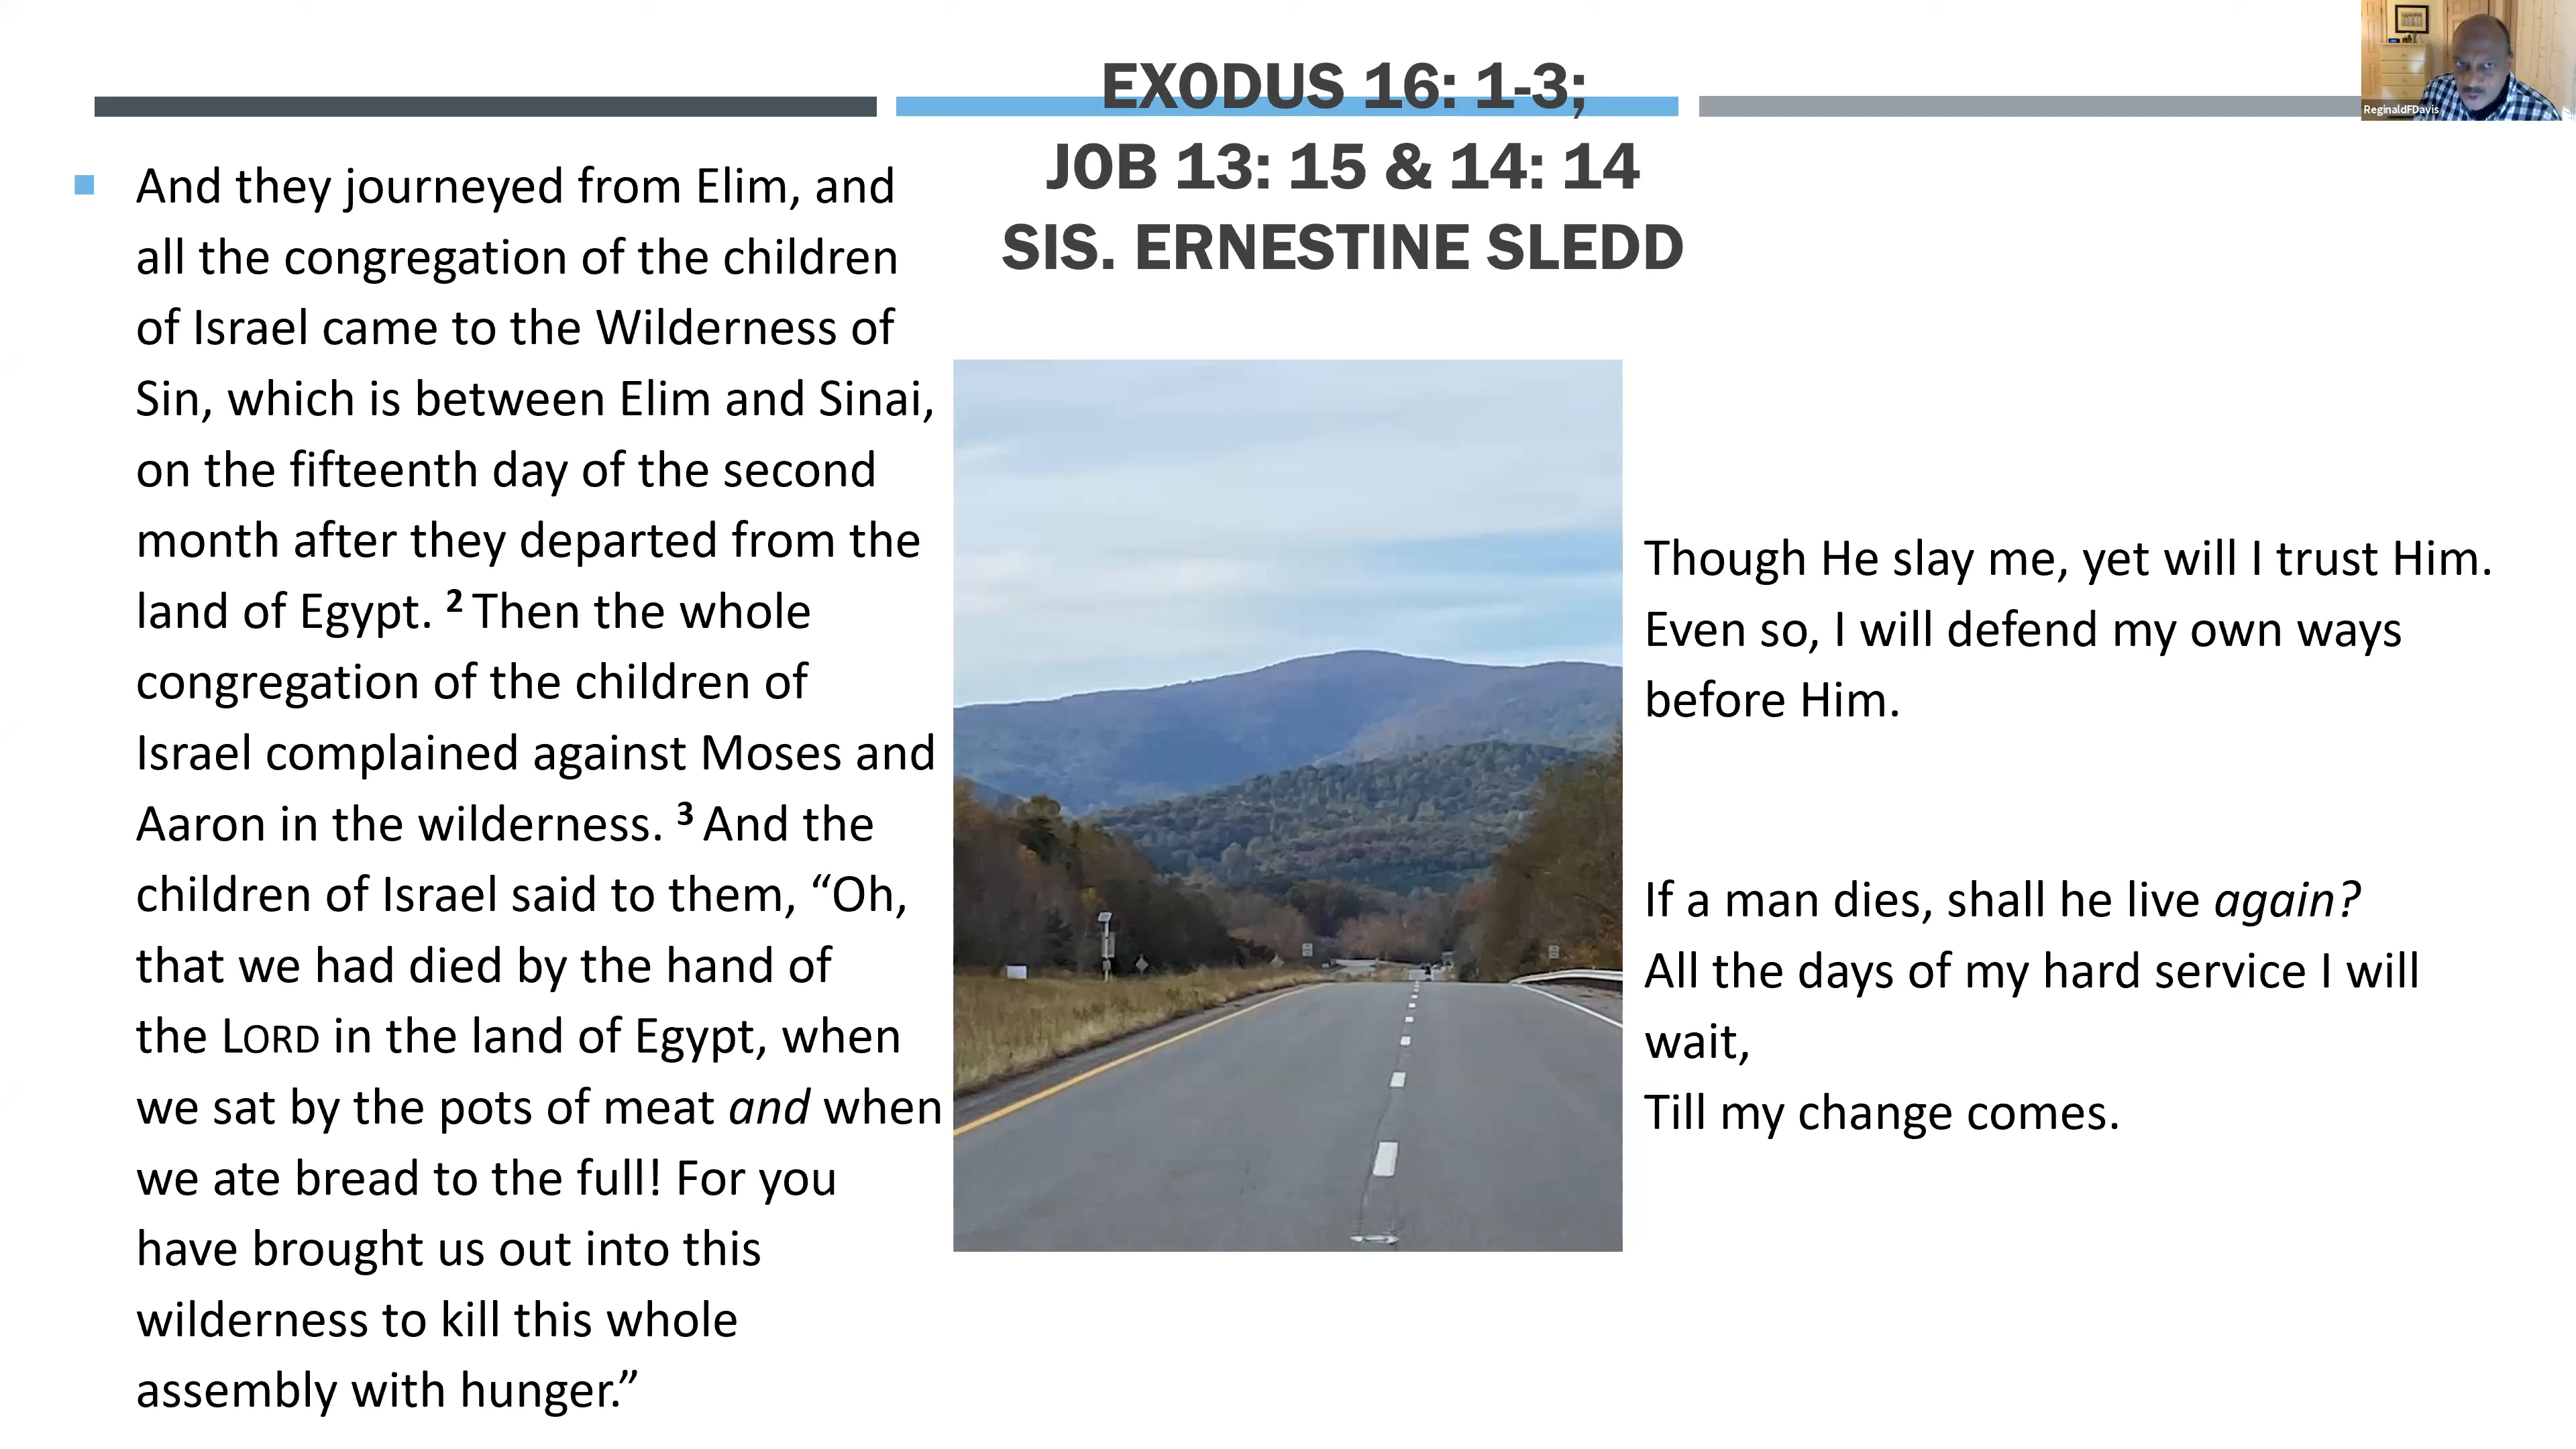 EXODUS 16: 1-3;
JOB 13: 15 & 14: 14
SIS. ERNESTINE SLEDD
ReginaldFDavis
And they journeyed from Elim, and
all the congregation of the children
of Israel came to the Wilderness of
Sin, which is between Elim and Sinai,
on the fifteenth day of the second
month after they departed from the
land of Egypt. 2 Then the whole
congregation of the children of
Israel complained against Moses and
Aaron in the wilderness. 3 And the
children of Israel said to them, “Oh,
that we had died by the hand of
the LORD in the land of Egypt, when
we sat by the pots of meat and when
we ate bread to the full! For you
have brought us out into this
wilderness to kill this whole
assembly with hunger.”
Though He slay me, yet will I trust Him.
Even so, I will defend my own ways
before Him.
If a man dies, shall he live again?
All the days of my hard service I will
wait,
Till my change comes.